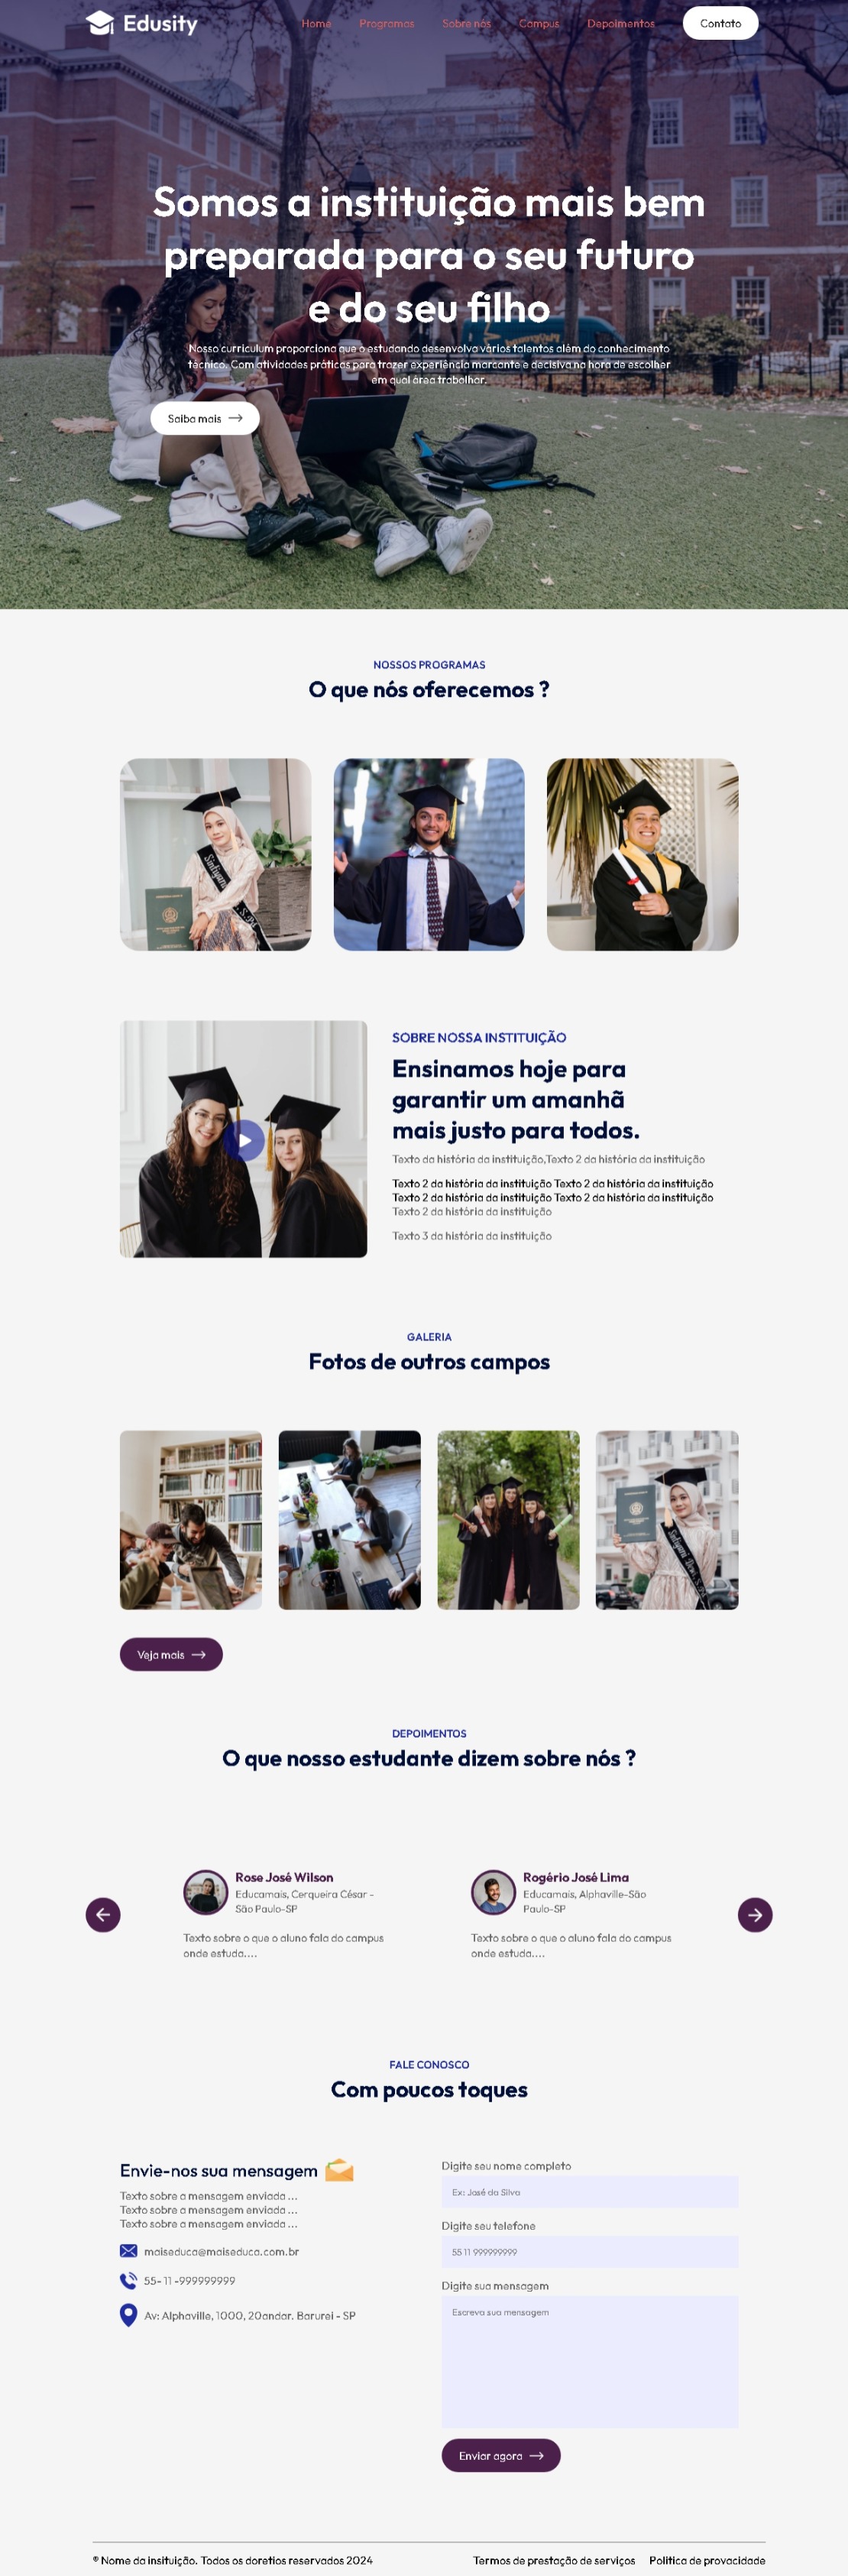 Edusity
Home Programas Sobre nós Campus Depoimentos Contato
Somos a instituição mais bem
preparada para o seu futuro
e do seu filho
Nosso curriculum proporciona que o estudando desenvolva vários talentos além do conhecimento
técnico. Com atividades práticas para trazer experiência marcante e decisiva na hora de escolher
em qual área trabalhar.
Saiba mais
NOSSOS PROGRAMAS
O que nós oferecemos ?
SOBRE NOSSA INSTITUIÇÃO
Ensinamos hoje para
garantir um amanhã
mais justo para todos.
Texto da história da instituição,Texto 2 da história da instituição
Texto 2 da história da instituição Texto 2 da história da instituição
Texto 2 da história da instituição Texto 2 da história da instituição
Texto 2 da história da instituição
Texto 3 da história da instituição
GALERIA
Fotos de outros campos
Veja mais
DEPOIMENTOS
O que nosso estudante dizem sobre nós ?
Rose José Wilson
Educamais, Cerqueira César -
São Paulo-SP
Texto sobre o que o aluno fala do campus
onde estuda....
Rogério José Lima
Educamais, Alphaville-São
Paulo-SP
Texto sobre o que o aluno fala do campus
onde estuda....
FALE CONOSCO
Com poucos toques
Envie-nos sua mensagem
Texto sobre a mensagem enviada ...
Texto sobre a mensagem enviada ...
Texto sobre a mensagem enviada ...
maiseduca@maiseduca.com.br
55- 11 -999999999
Av: Alphaville, 1000, 20andar. Barurei - SP
Digite seu nome completo
Ex: José da Silva
Digite seu telefone
55 11 999999999
Digite sua mensagem
Escreva sua mensagem
Enviar agora
® Nome da insituição. Todos os doretios reservados 2024
Termos de prestação de serviços Politica de provacidade